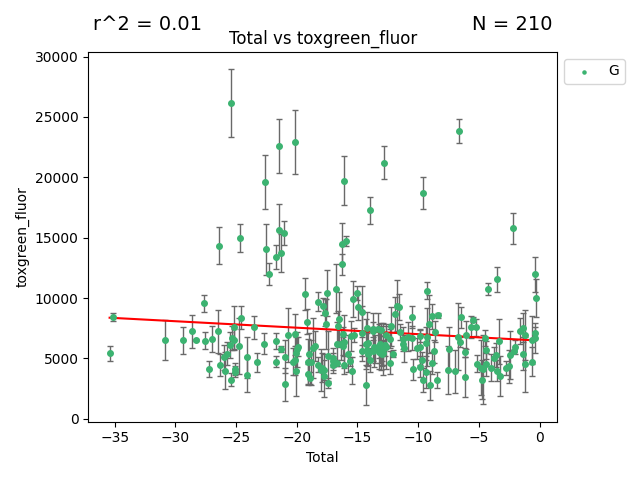 r^2 = 0.01
N = 210
Total vs toxgreen_fluor
G
30000
25000
20000
15000
10000
5000
0
toxgreen_fluor
−35 −30 −25 −20 −15 −10 −5 0
Total